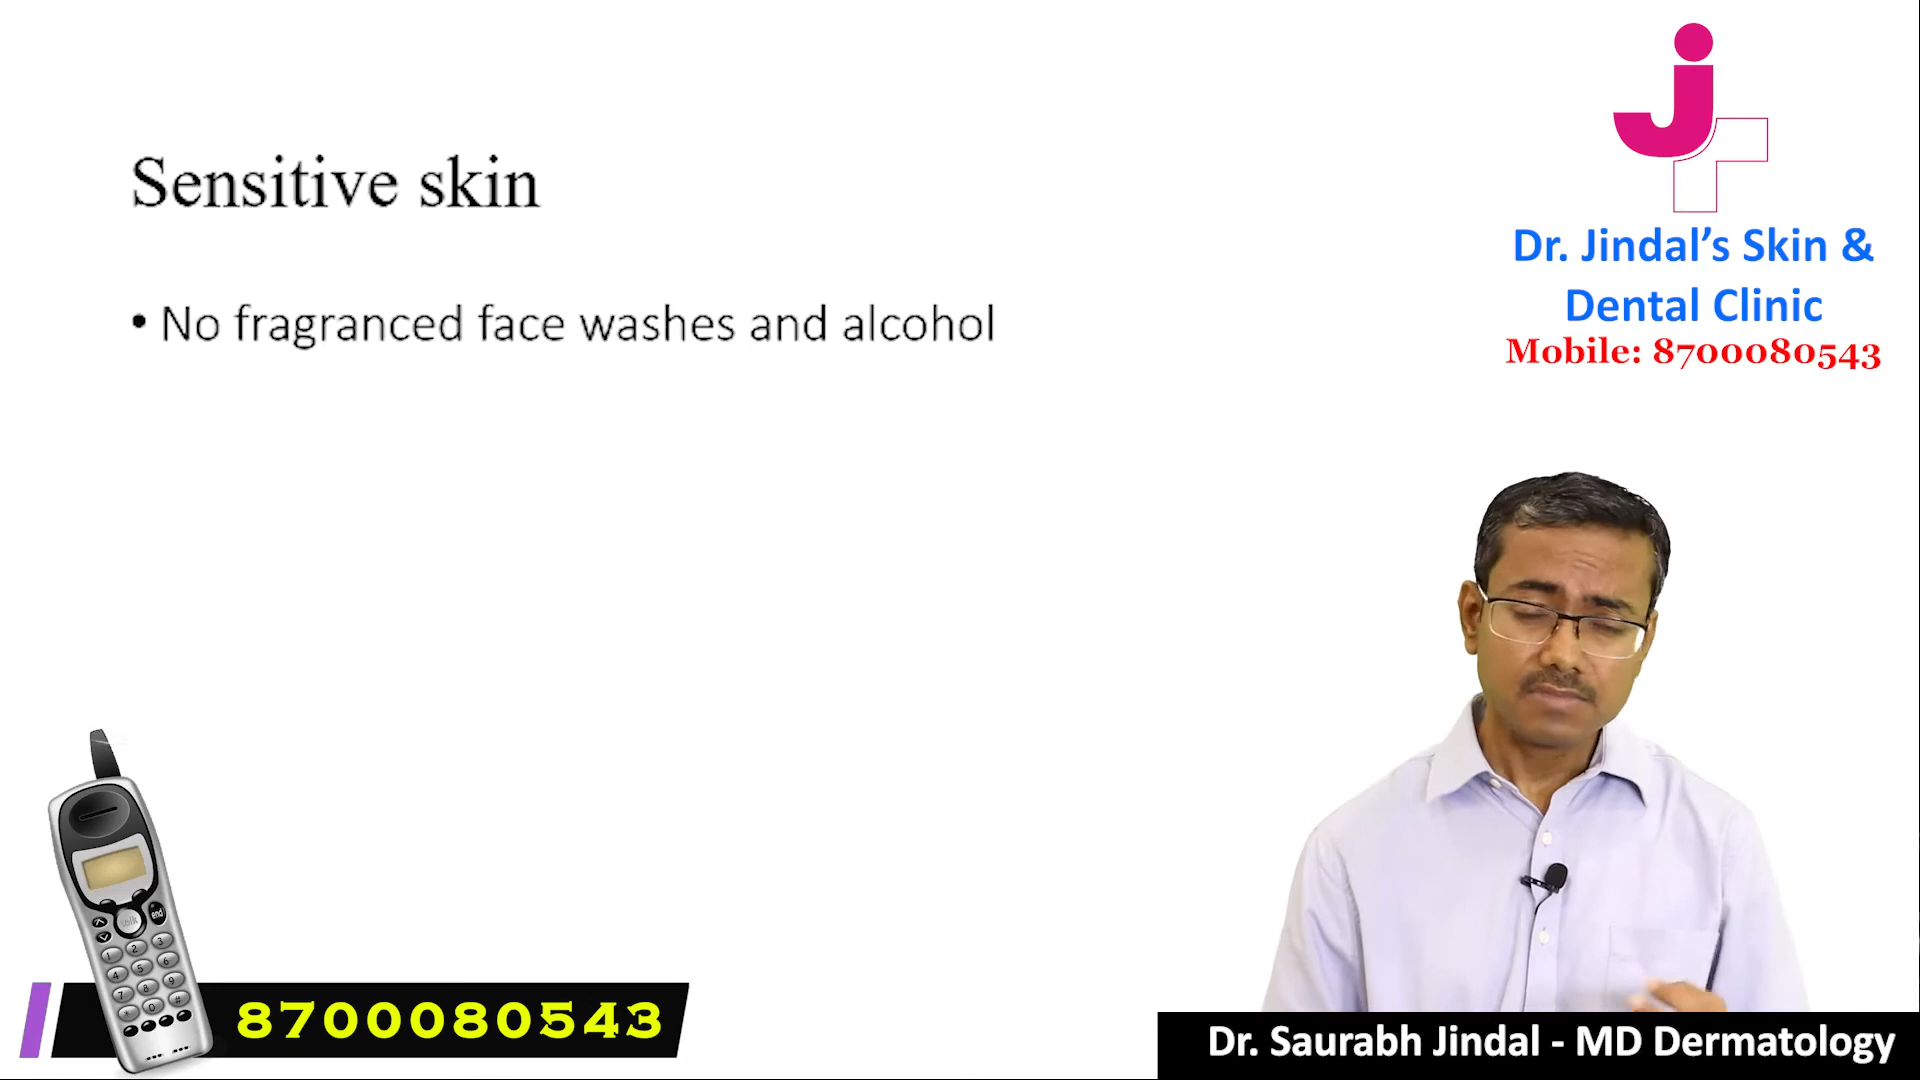 Sensitive skin
• No fragranced face washes and alcohol
Dr. Jindal's Skin &
Dental Clinic
Mobile: 8700080543
8700080543
Dr. Saurabh Jindal - MD Dermatology